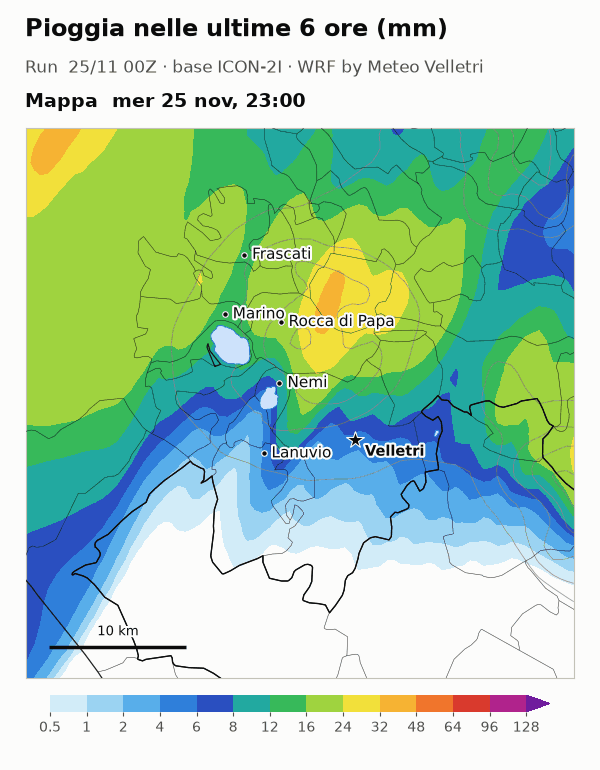 Pioggia nelle ultime 6 ore (mm)
Run  25/11 00Z · base ICON-2I · WRF by Meteo Velletri
Mappa  mer 25 nov, 23:00
Frascati
Marino
Rocca di Papa
Nemi
Lanuvio
Velletri
10 km
0.5 1 2 4 6 8 12 16 24 32 48 64 96 128